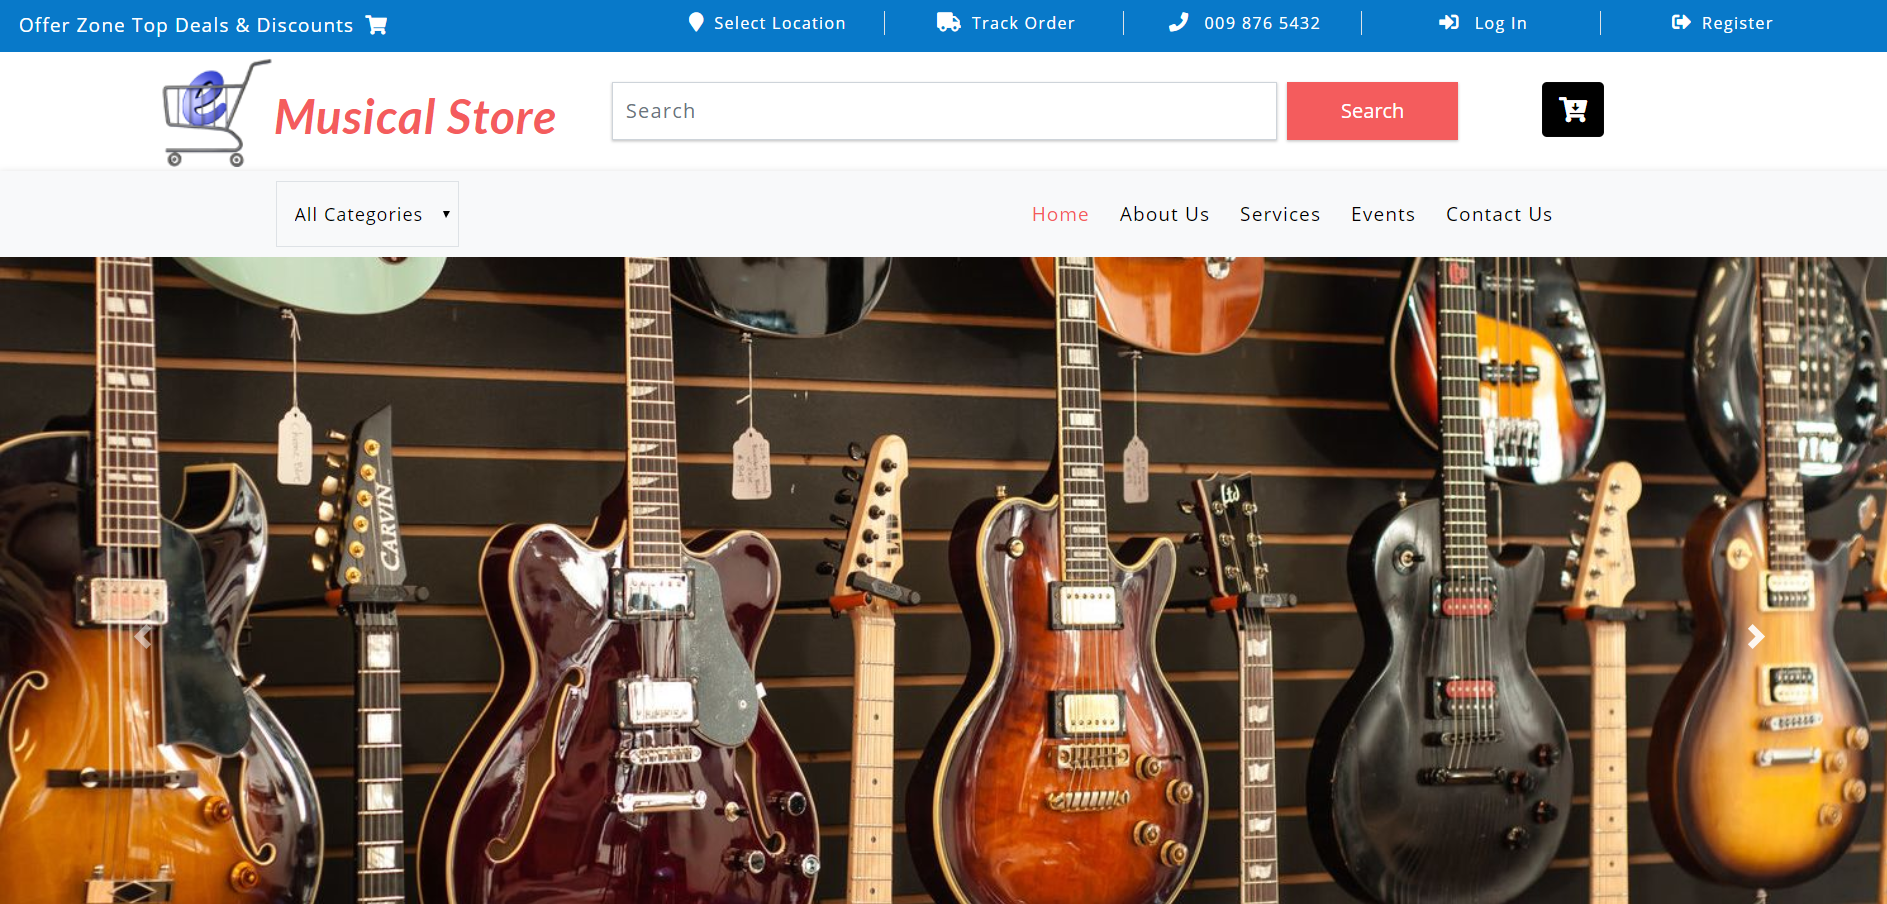 Offer Zone Top Deals & Discounts
Select Location
Track Order
009 876 5432
Log In
Register
e
Musical Store
Search
Search
All Categories
Home
About Us
Services
Events
Contact Us
CARVIN
Ltd